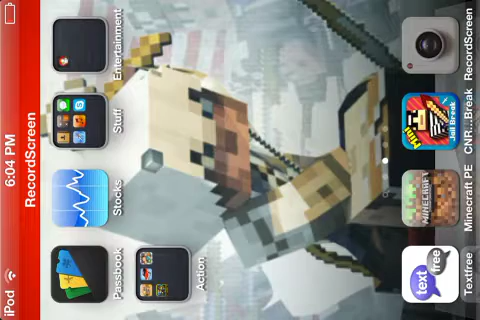 iPod 6:04 PM
RecordScreen
Passbook Stocks Stuff Entertainment
Action
text free
MINECRAFT
Mini
Jail Break
Textfree Minecraft PE CNR...Break RecordScreen